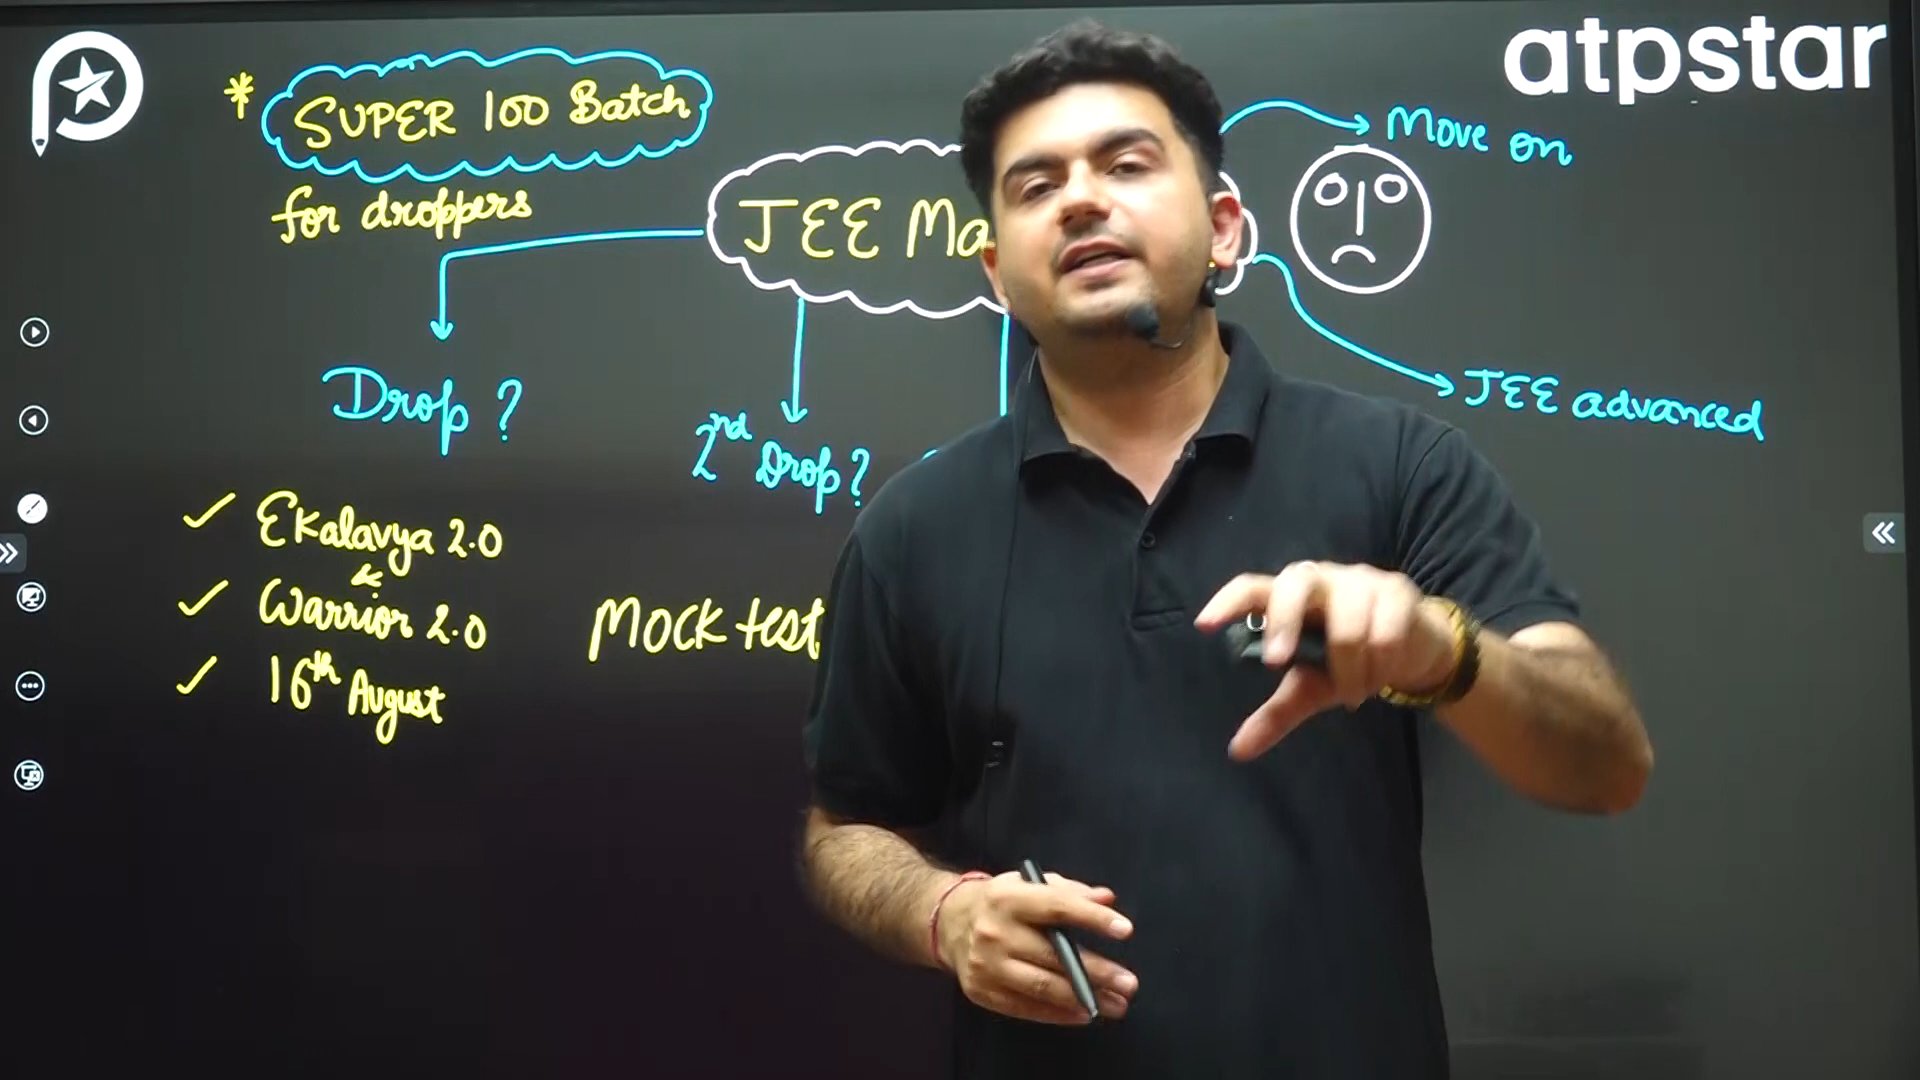 atpstar
* SUPER 100 Batch
for droppers
Move on
JEE Ma
JEE advanced
Drop ?
2nd Drop ?
✓ Ekalavya 2.0
&
✓ Warrior 2.0
Mock test
✓ 16th August